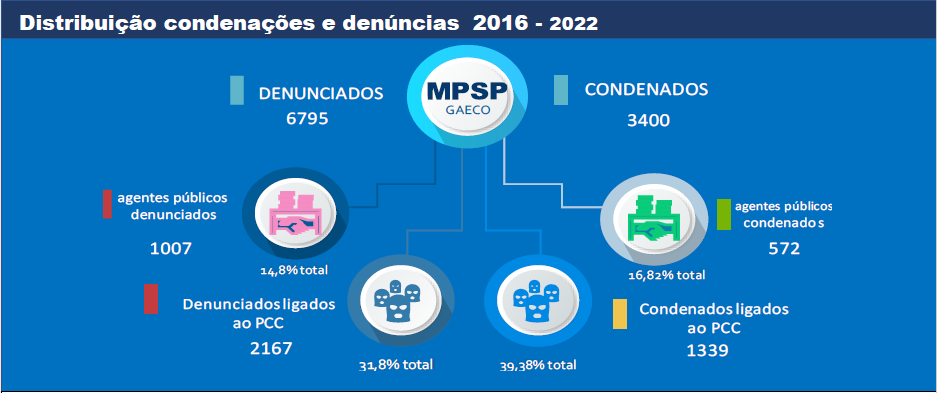 Distribuição condenações e denúncias 2016 - 2022
DENUNCIADOS
6795
MPSP
GAECO
CONDENADOS
3400
agentes públicos
denunciados
1007
14,8% total
agentes públicos
condenados
572
16,82% total
Denunciados ligados
ao PCC
2167
31,8% total
39,38% total
Condenados ligados
ao PCC
1339